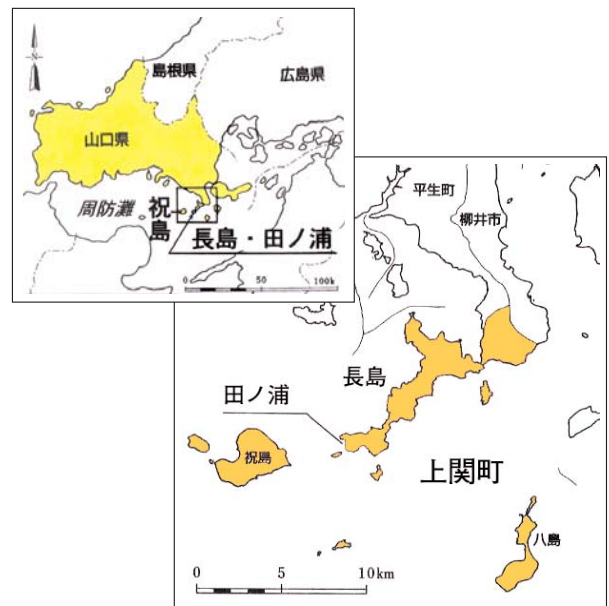 N
島根県
広島県
山口県
周防灘
祝島
長島・田ノ浦
0 50 100k
平生町
柳井市
長島
田ノ浦
祝島
上関町
八島
0 5 10km